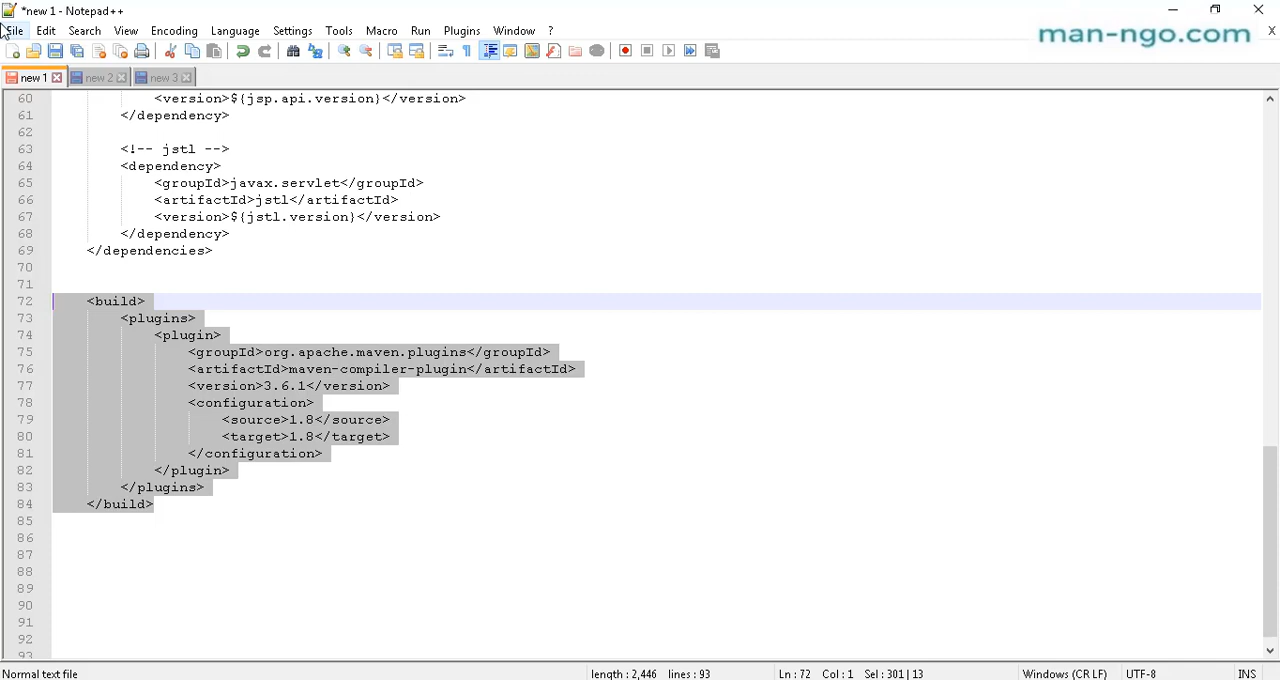 *new 1 - Notepad++
File Edit Search View Encoding Language Settings Tools Macro Run Plugins Window ?
man-ngo.com
new 1 new 2 new 3
60 <version>${jsp.api.version}</version>
61 </dependency>
62
63 <!-- jstl -->
64 <dependency>
65 <groupId>javax.servlet</groupId>
66 <artifactId>jstl</artifactId>
67 <version>${jstl.version}</version>
68 </dependency>
69 </dependencies>
70
71
72 <build>
73 <plugins>
74 <plugin>
75 <groupId>org.apache.maven.plugins</groupId>
76 <artifactId>maven-compiler-plugin</artifactId>
77 <version>3.6.1</version>
78 <configuration>
79 <source>1.8</source>
80 <target>1.8</target>
81 </configuration>
82 </plugin>
83 </plugins>
84 </build>
85
86
87
88
89
90
91
92
93
Normal text file length : 2,446 lines : 93 Ln : 72 Col : 1 Sel : 301 | 13 Windows (CR LF) UTF-8 INS